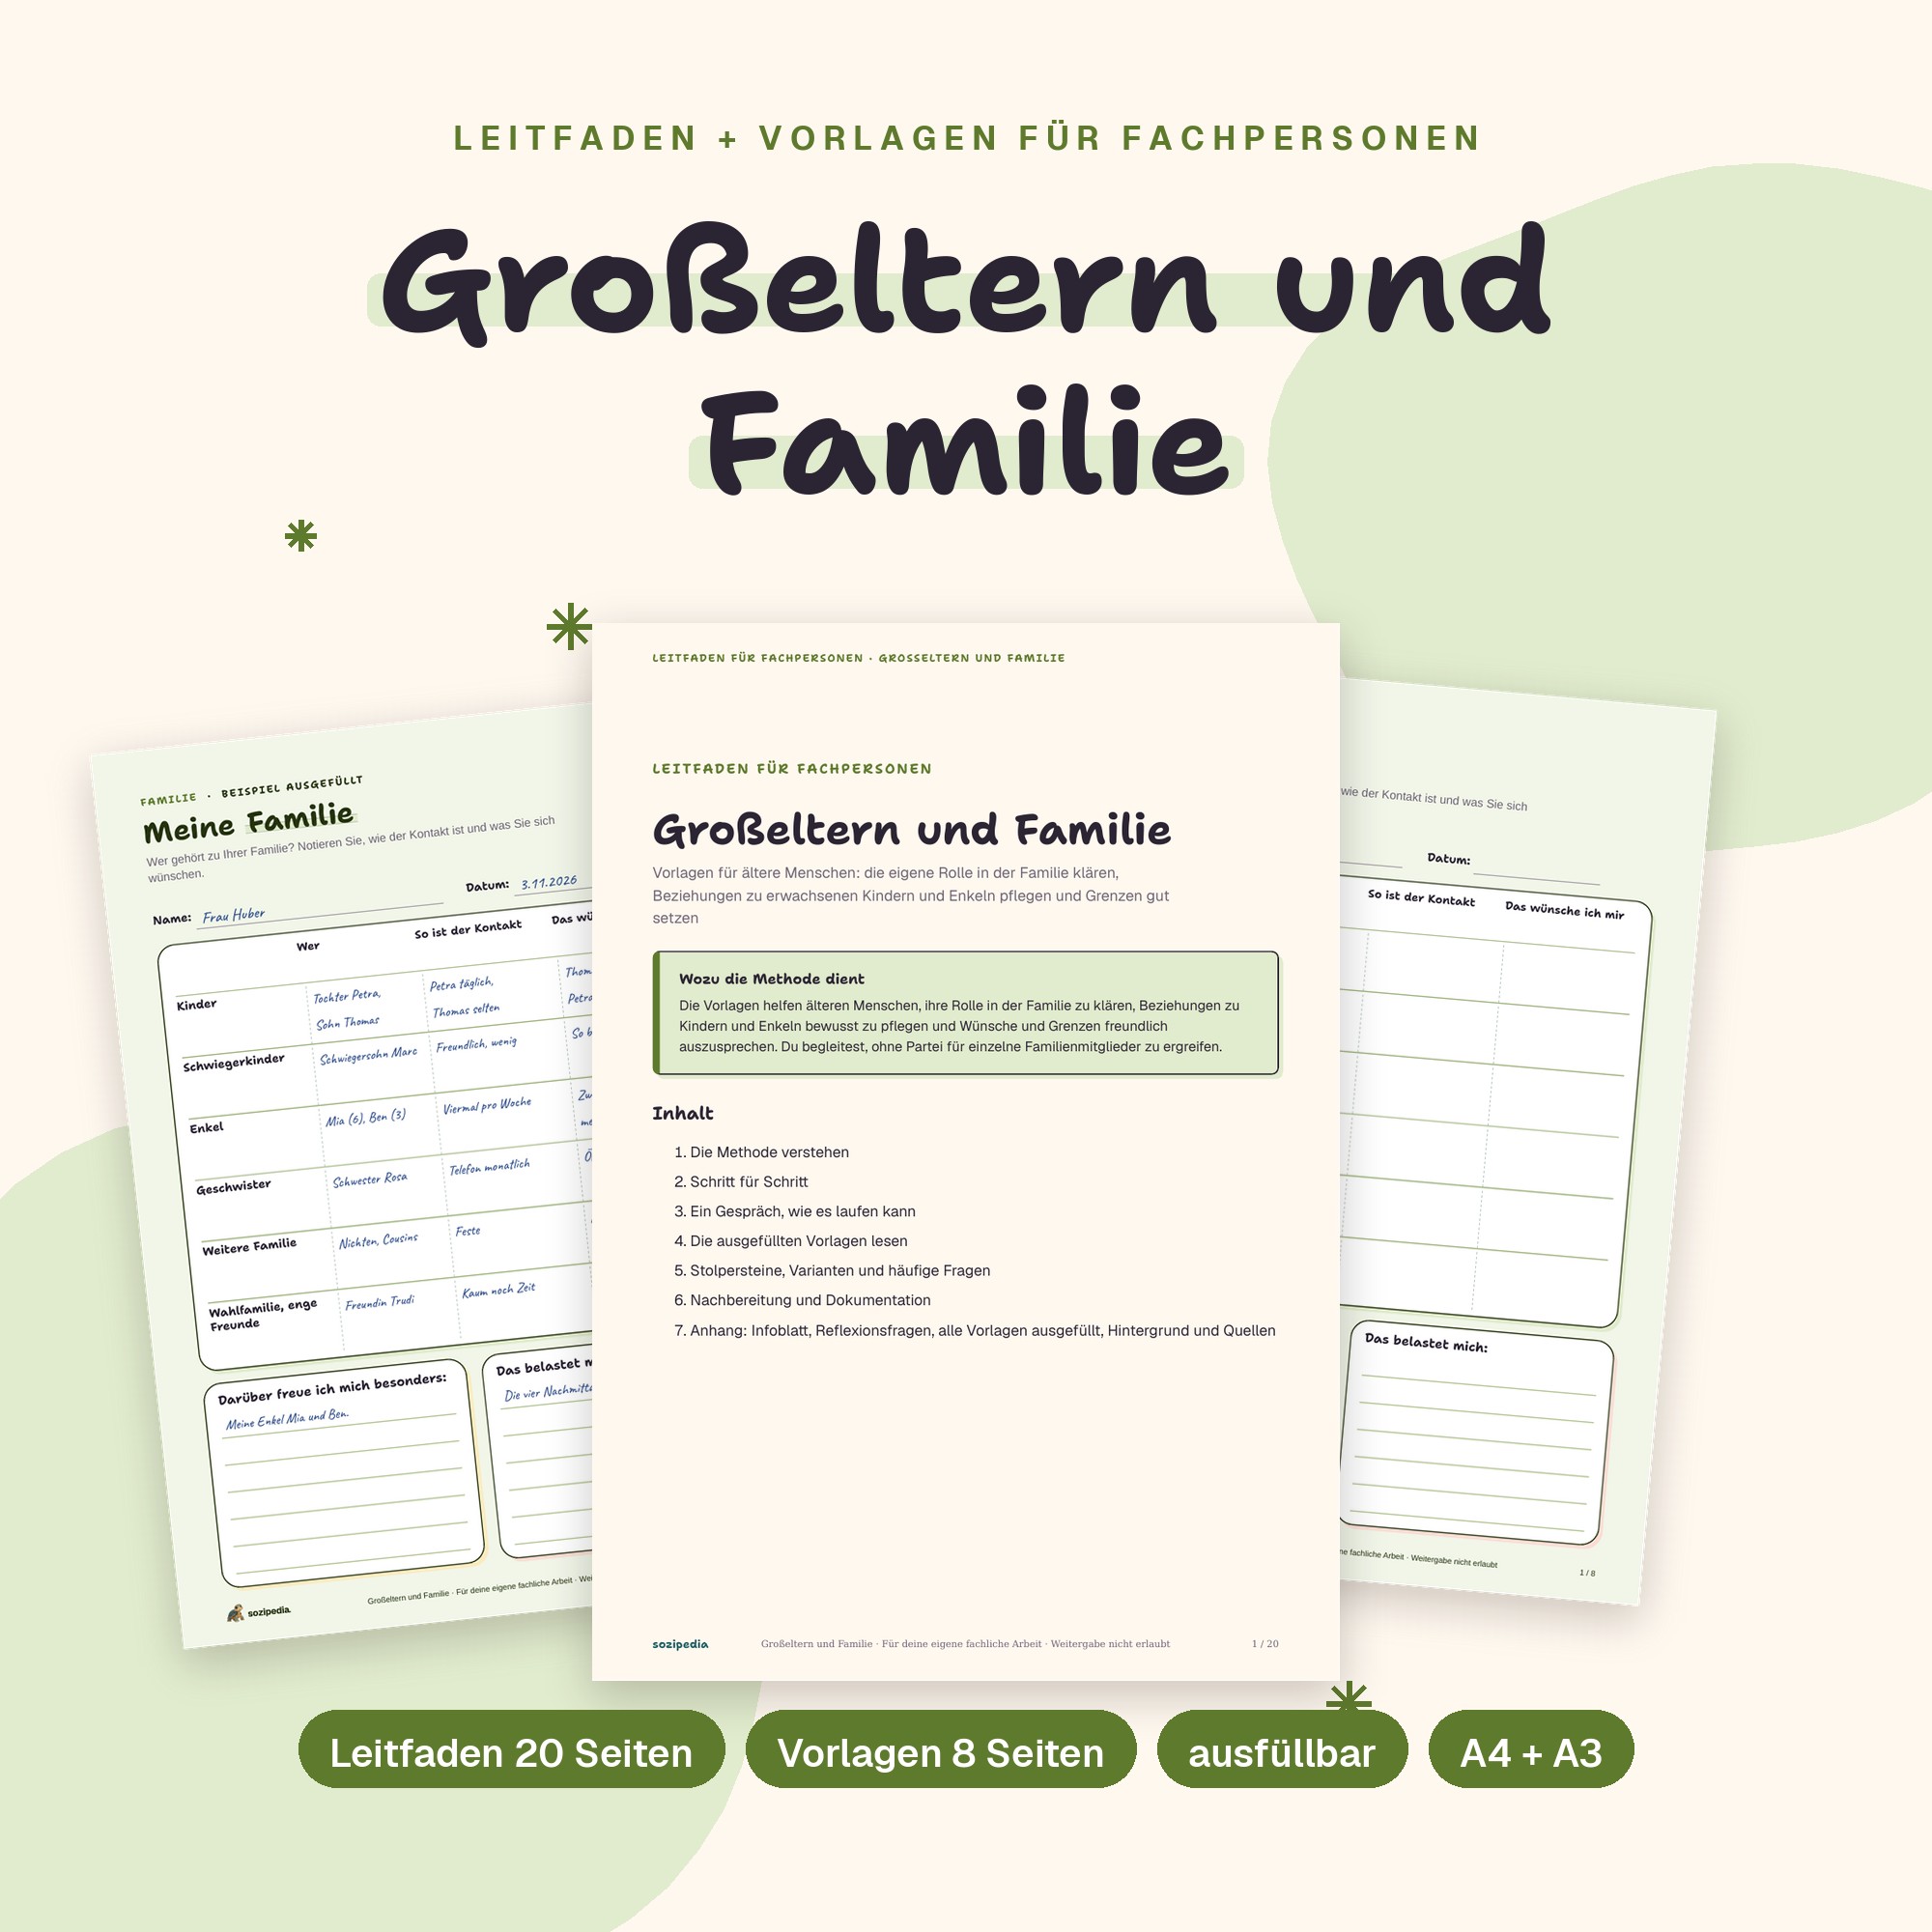 LEITFADEN + VORLAGEN FÜR FACHPERSONEN
Großeltern und
Familie
FAMILIE · BEISPIEL AUSGEFÜLLT
Meine Familie
Wer gehört zu Ihrer Familie? Notieren Sie, wie der Kontakt ist und was Sie sich
wünschen.
Name: Frau Huber
Datum: 3.11.2026
Wer
So ist der Kontakt
Das
Kinder
Tochter Petra,
Sohn Thomas
Petra täglich,
Thomas selten
Schwiegerkinder
Schwiegersohn Marc
Freundlich, wenig
Enkel
Mia (6), Ben (3)
Viermal pro Woche
Geschwister
Schwester Rosa
Telefon monatlich
Weitere Familie
Nichten, Cousins
Feste
Wahlfamilie, enge
Freunde
Freundin Trudi
Kaum noch Zeit
Darüber freue ich mich besonders:
Meine Enkel Mia und Ben.
Das belastet
Die vier
sozipedia.
Großeltern und Familie · Für deine eigene fachliche Arbeit ·
LEITFADEN FÜR FACHPERSONEN · GROSSELTERN UND FAMILIE
LEITFADEN FÜR FACHPERSONEN
Großeltern und Familie
Vorlagen für ältere Menschen: die eigene Rolle in der Familie klären,
Beziehungen zu erwachsenen Kindern und Enkeln pflegen und Grenzen gut
setzen
Wozu die Methode dient
Die Vorlagen helfen älteren Menschen, ihre Rolle in der Familie zu klären, Beziehungen zu
Kindern und Enkeln bewusst zu pflegen und Wünsche und Grenzen freundlich
auszusprechen. Du begleitest, ohne Partei für einzelne Familienmitglieder zu ergreifen.
Inhalt
1. Die Methode verstehen
2. Schritt für Schritt
3. Ein Gespräch, wie es laufen kann
4. Die ausgefüllten Vorlagen lesen
5. Stolpersteine, Varianten und häufige Fragen
6. Nachbereitung und Dokumentation
7. Anhang: Infoblatt, Reflexionsfragen, alle Vorlagen ausgefüllt, Hintergrund und Quellen
sozipedia
Großeltern und Familie · Für deine eigene fachliche Arbeit · Weitergabe nicht erlaubt
1 / 20
wie der Kontakt ist und was Sie sich
Datum:
So ist der Kontakt
Das wünsche ich mir
Das belastet mich:
fachliche Arbeit · Weitergabe nicht erlaubt
1 / 8
Leitfaden 20 Seiten
Vorlagen 8 Seiten
ausfüllbar
A4 + A3